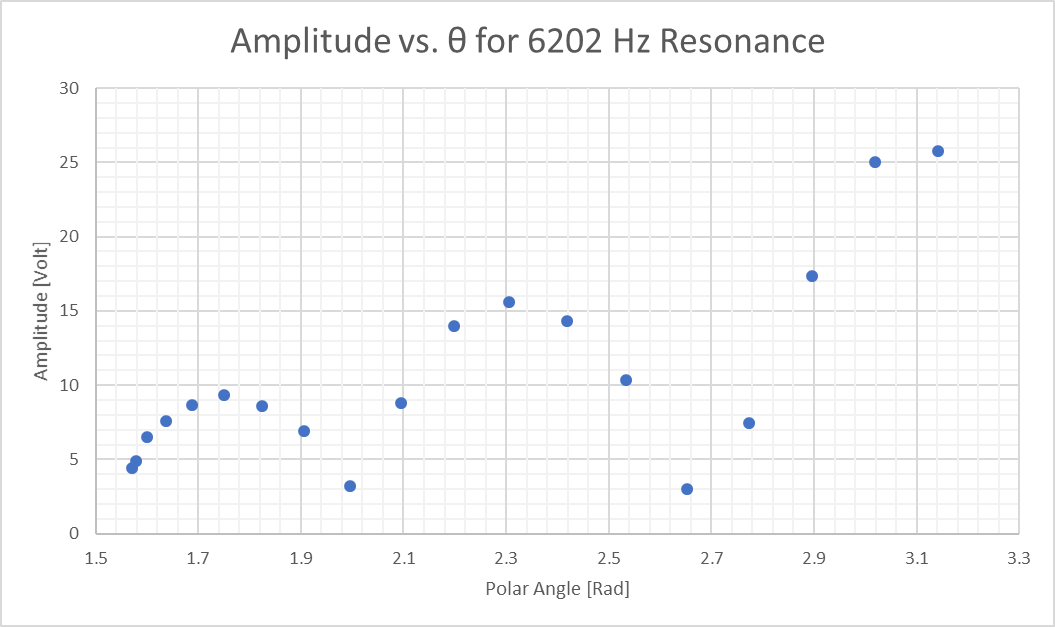 Amplitude vs. θ for 6202 Hz Resonance
30
25
20
15
10
5
0
Amplitude [Volt]
1.5 1.7 1.9 2.1 2.3 2.5 2.7 2.9 3.1 3.3
Polar Angle [Rad]